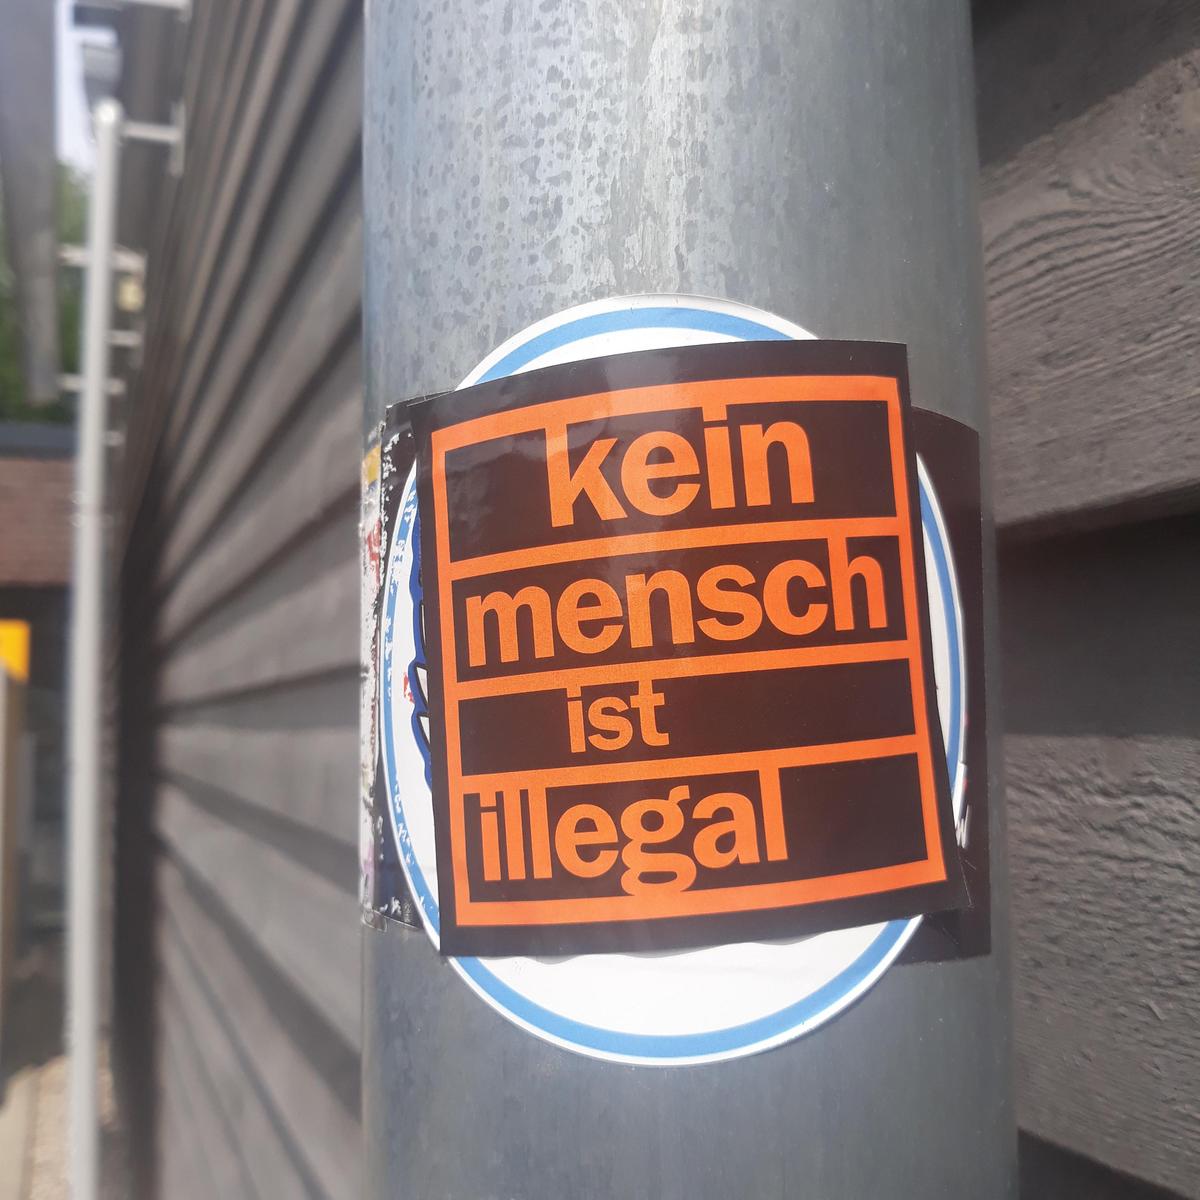 kein
mensch
ist
illegal